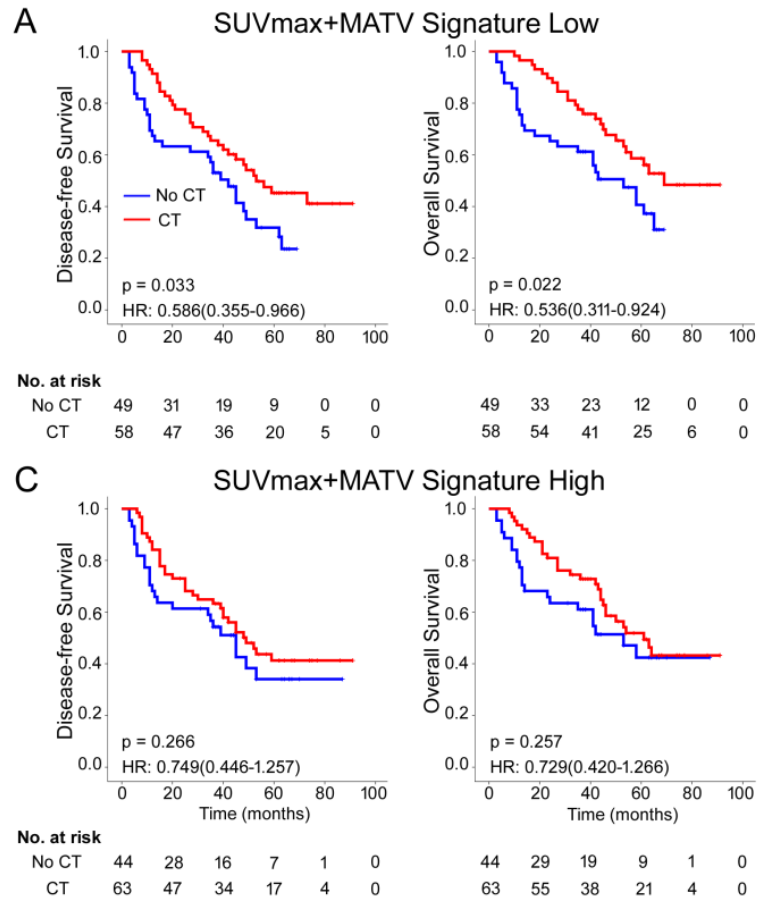 A
SUVmax+MATV Signature Low
Disease-free Survival
1.0
0.8
0.6
0.4
0.2
0.0
No CT
CT
p = 0.033
HR: 0.586(0.355-0.966)
0 20 40 60 80 100
Overall Survival
1.0
0.8
0.6
0.4
0.2
0.0
p = 0.022
HR: 0.536(0.311-0.924)
0 20 40 60 80 100
No. at risk
No CT 49 31 19 9 0 0 49 33 23 12 0 0
CT 58 47 36 20 5 0 58 54 41 25 6 0
C
SUVmax+MATV Signature High
Disease-free Survival
1.0
0.8
0.6
0.4
0.2
0.0
p = 0.266
HR: 0.749(0.446-1.257)
0 20 40 60 80 100
Time (months)
Overall Survival
1.0
0.8
0.6
0.4
0.2
0.0
p = 0.257
HR: 0.729(0.420-1.266)
0 20 40 60 80 100
Time (months)
No. at risk
No CT 44 28 16 7 1 0 44 29 19 9 1 0
CT 63 47 34 17 4 0 63 55 38 21 4 0